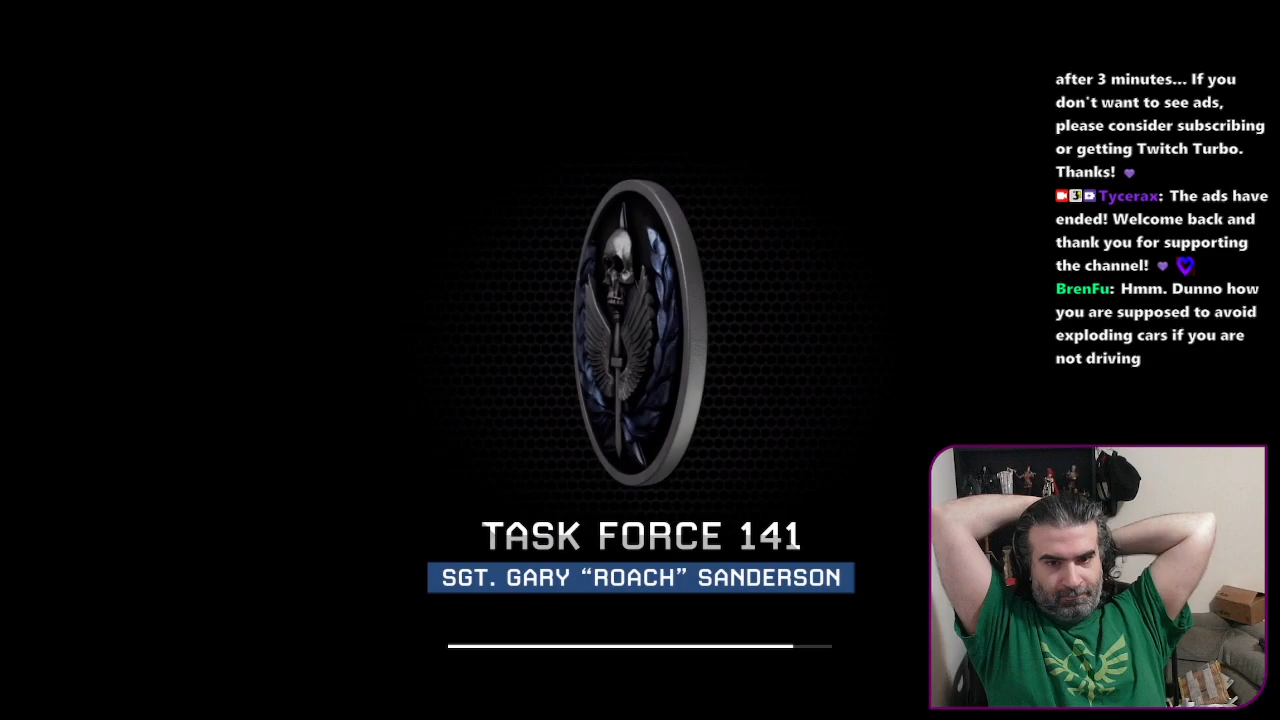 after 3 minutes... If you
don't want to see ads,
please consider subscribing
or getting Twitch Turbo.
Thanks!
Tycerax: The ads have
ended! Welcome back and
thank you for supporting
the channel!
BrenFu: Hmm. Dunno how
you are supposed to avoid
exploding cars if you are
not driving
TASK FORCE 141
SGT. GARY “ROACH” SANDERSON